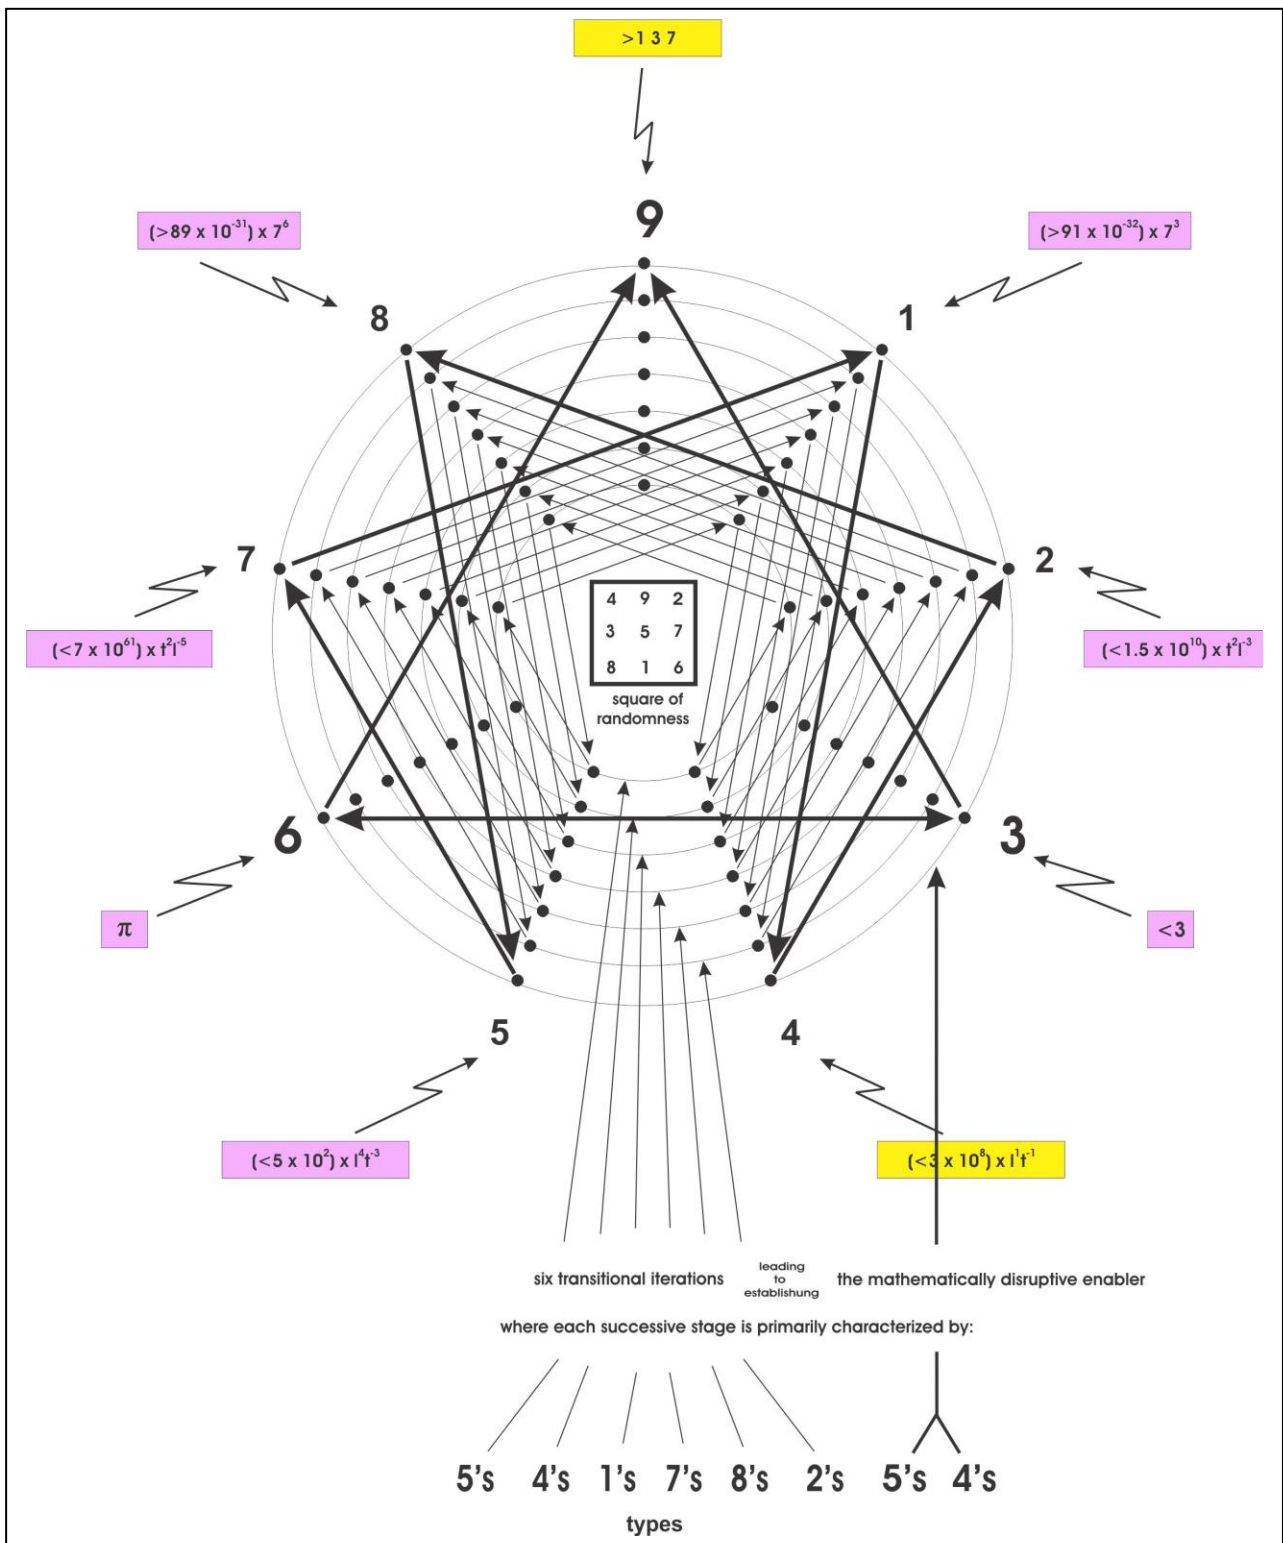 >1 3 7
9
(>89 x 10⁻³¹) x 7⁶
(>91 x 10⁻³²) x 7³
8
1
7
2
4 9 2
3 5 7
8 1 6
square of
randomness
(<7 x 10⁶¹) x t²l⁻⁵
(<1.5 x 10¹⁰) x t²l⁻³
6
3
π
<3
5
4
(<5 x 10²) x l⁴t⁻³
(<3 x 10⁸) x l¹t⁻¹
six transitional iterations
leading
to
establishung
the mathematically disruptive enabler
where each successive stage is primarily characterized by:
5's 4's 1's 7's 8's 2's 5's 4's
types